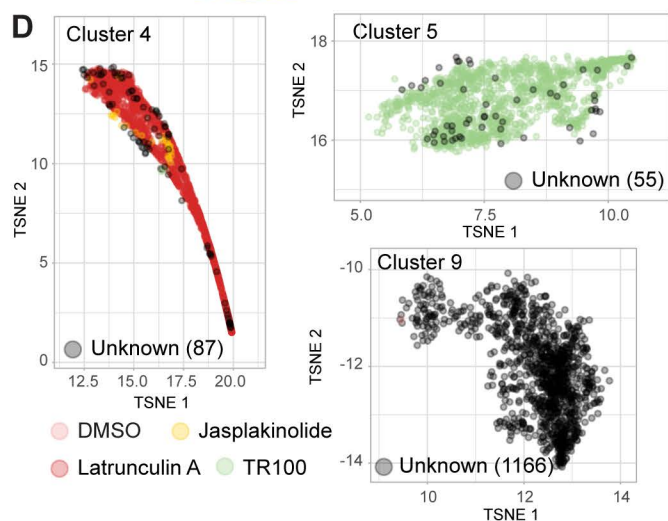 D
Cluster 4
TSNE 2
15
10
5
0
Unknown (87)
12.5 15.0 17.5 20.0
TSNE 1
Cluster 5
TSNE 2
18
16
Unknown (55)
5.0 7.5 10.0
TSNE 1
Cluster 9
TSNE 2
-10
-12
-14
Unknown (1166)
10 12 14
TSNE 1
DMSO Jasplakinolide
Latrunculin A TR100